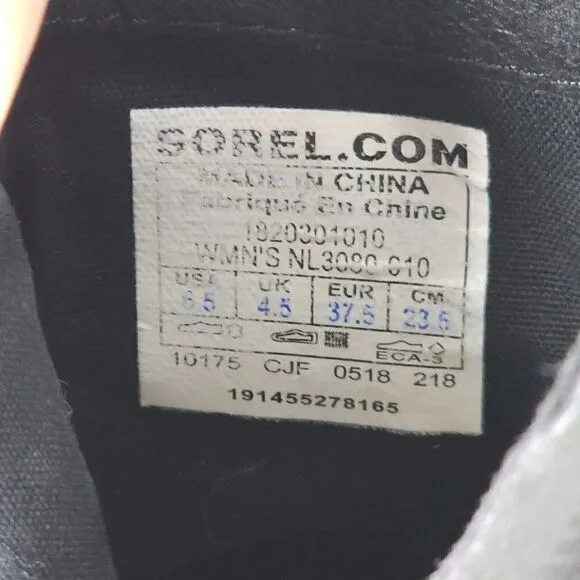 SOREL.COM
MADE IN CHINA
Fabriqué En Chine
1820301010
WMN'S NL3080-010
USA UK EUR CM
6.5 4.5 37.5 23.5
ECA-3
10175 CJF 0518 218
191455278165